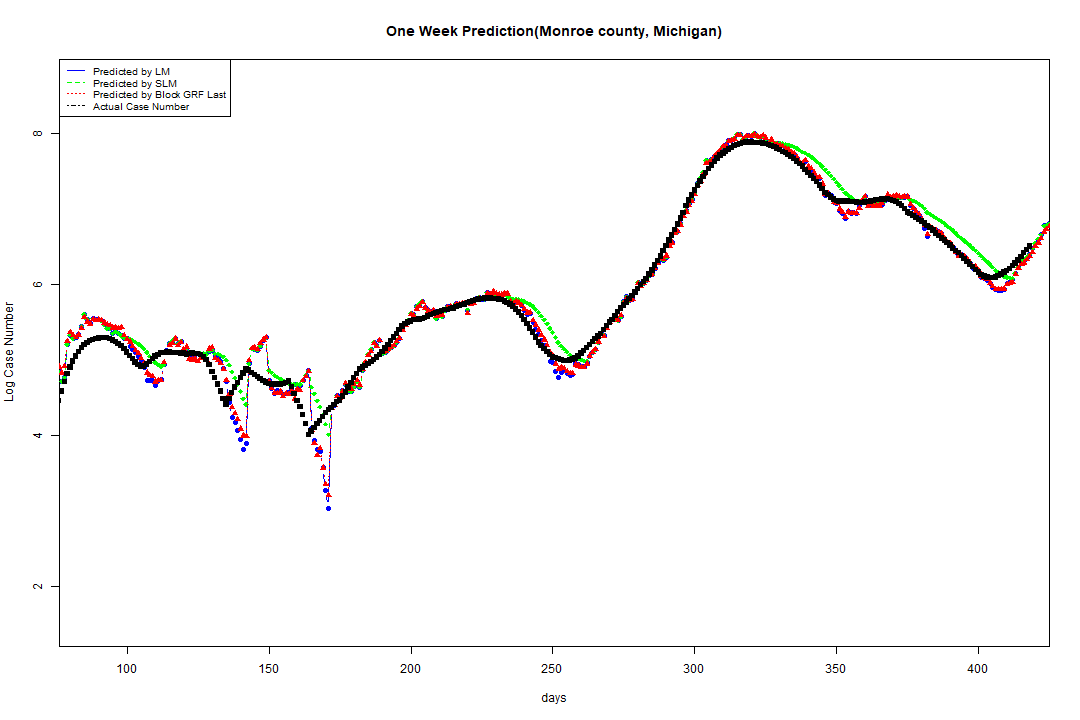 One Week Prediction(Monroe county, Michigan)
Predicted by LM
Predicted by SLM
Predicted by Block GRF Last
Actual Case Number
Log Case Number
8
6
4
2
100 150 200 250 300 350 400
days